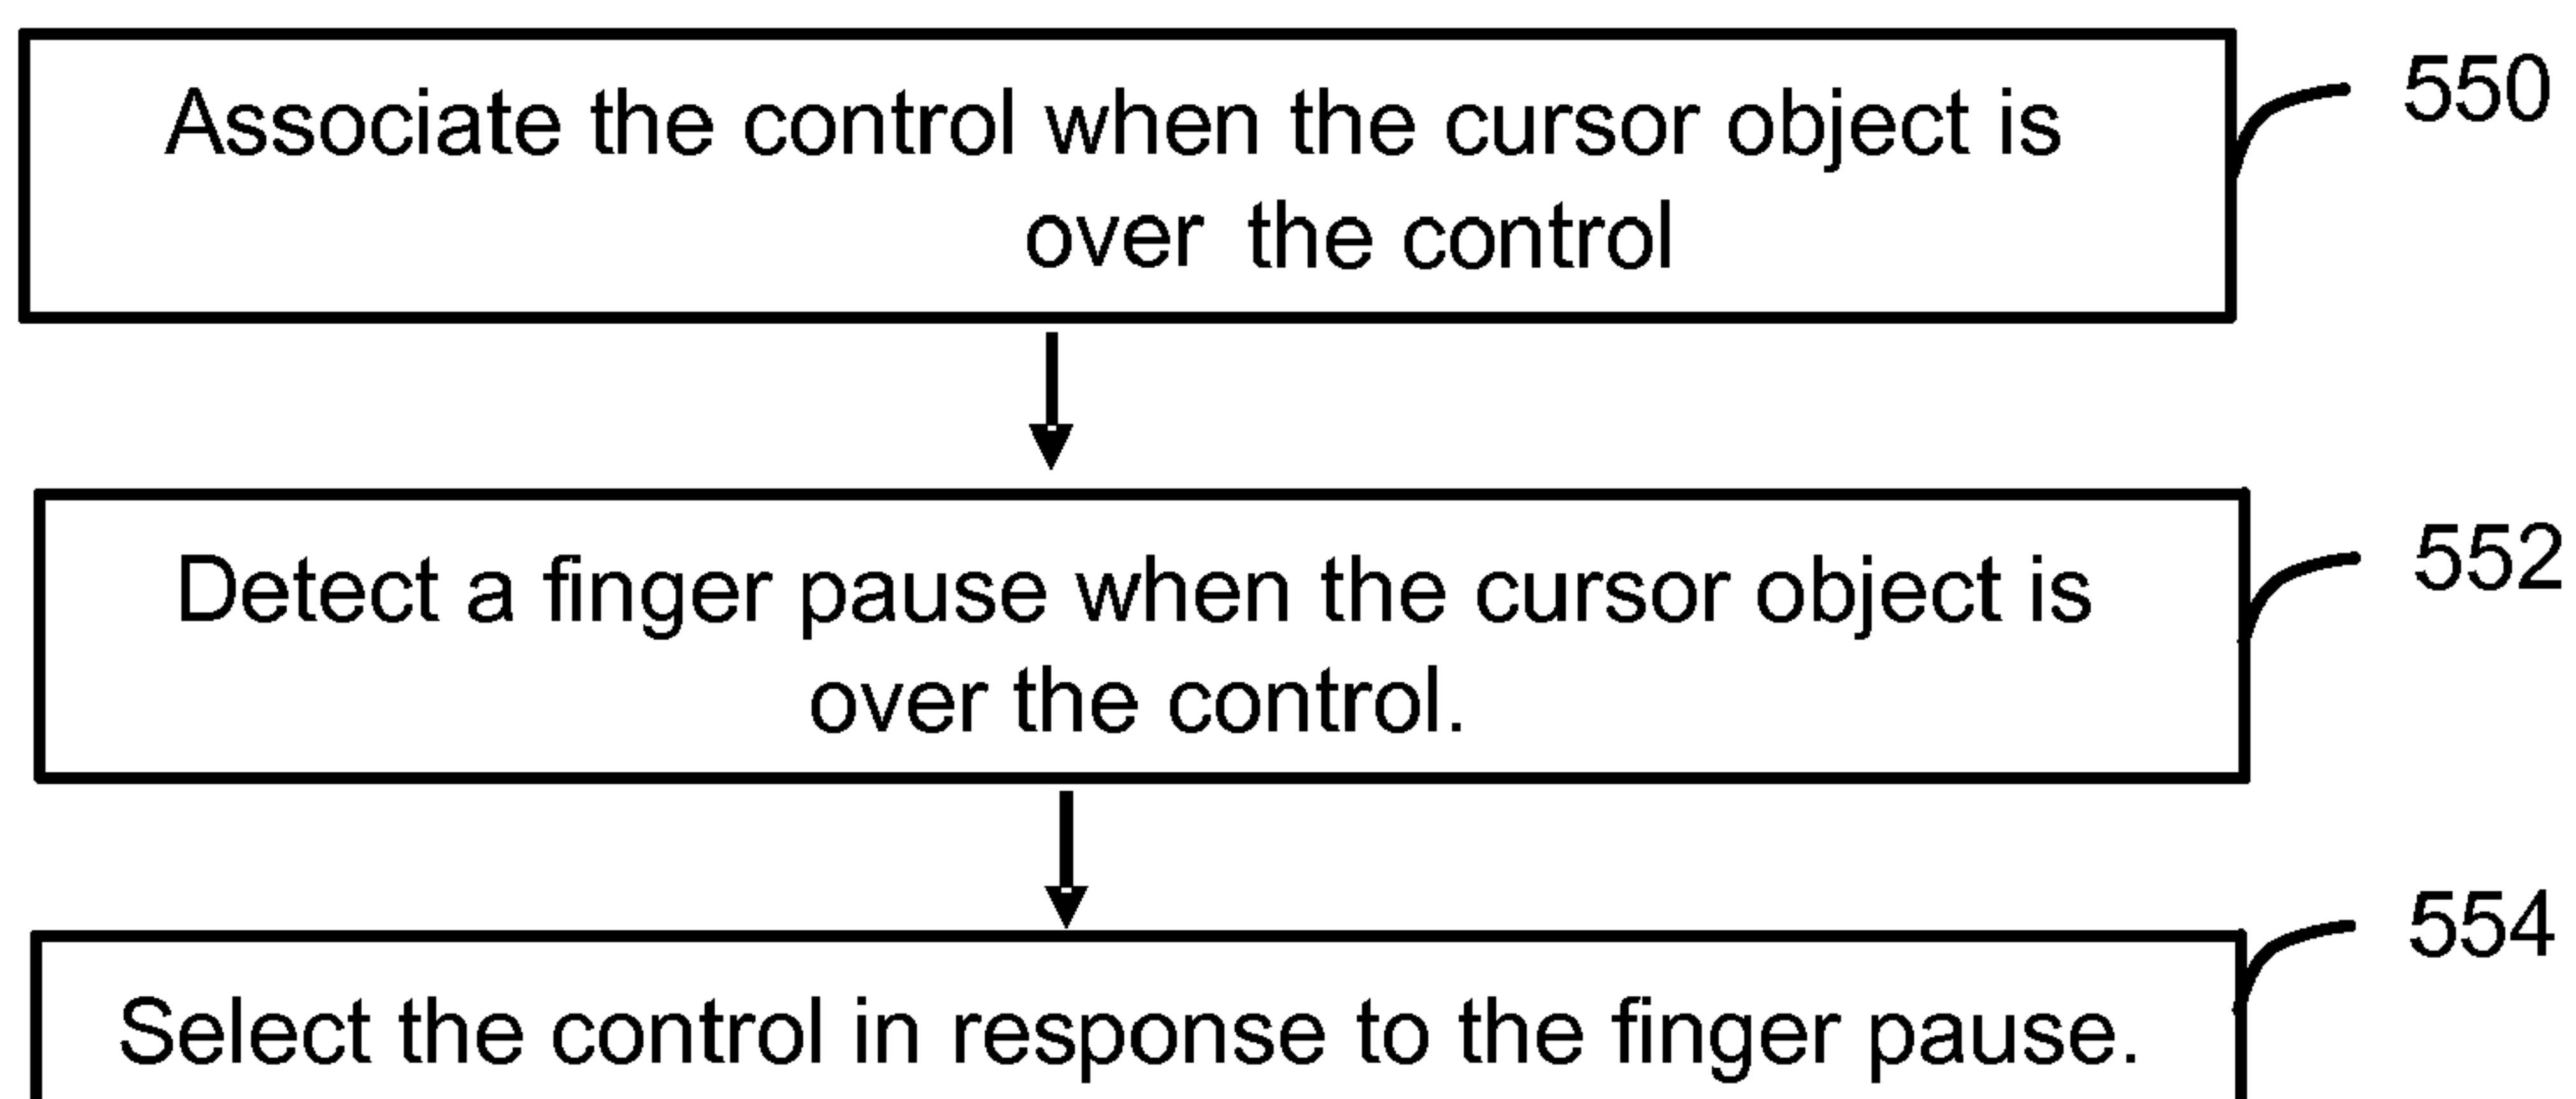 Associate the control when the cursor object is
over the control
550
Detect a finger pause when the cursor object is
over the control.
552
Select the control in response to the finger pause.
554